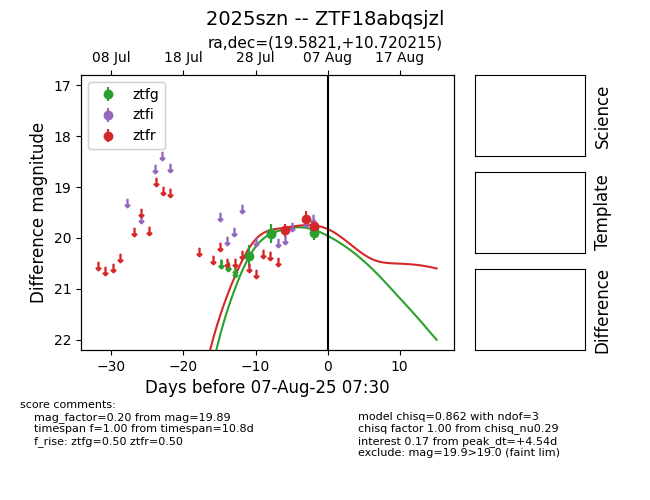 2025szn -- ZTF18abqsjzl
ra,dec=(19.5821,+10.720215)
08 Jul
18 Jul
28 Jul
07 Aug
17 Aug
ztfg
ztfi
ztfr
17
18
19
20
21
22
Difference magnitude
−30
−20
−10
0
10
Days before 07-Aug-25 07:30
Science
Template
Difference
score comments:
mag_factor=0.20 from mag=19.89
timespan f=1.00 from timespan=10.8d
f_rise: ztfg=0.50 ztfr=0.50
model chisq=0.862 with ndof=3
chisq factor 1.00 from chisq_nu0.29
interest 0.17 from peak_dt=+4.54d
exclude: mag=19.9>19.0 (faint lim)